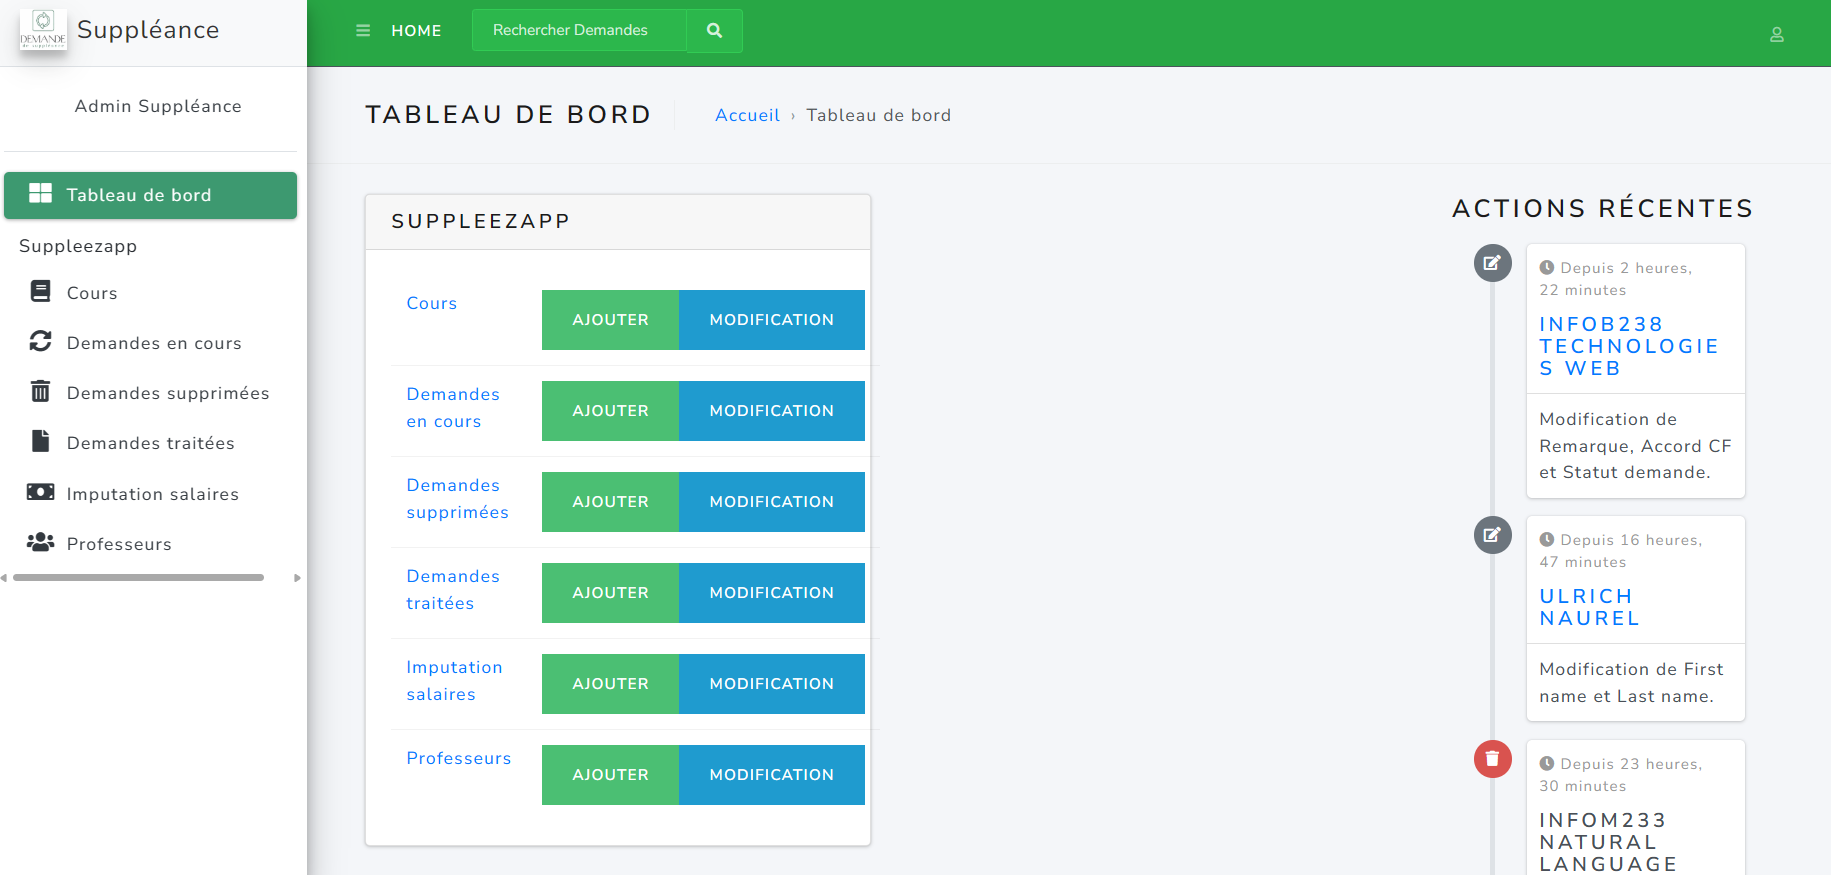 DEMANDE
de suppléance
Suppléance
HOME
Rechercher Demandes
Admin Suppléance
TABLEAU DE BORD
Accueil › Tableau de bord
Tableau de bord
Suppleezapp
Cours
Demandes en cours
Demandes supprimées
Demandes traitées
Imputation salaires
Professeurs
SUPPLEEZAPP
Cours AJOUTER MODIFICATION
Demandes
en cours
AJOUTER MODIFICATION
Demandes
supprimées
AJOUTER MODIFICATION
Demandes
traitées
AJOUTER MODIFICATION
Imputation
salaires
AJOUTER MODIFICATION
Professeurs AJOUTER MODIFICATION
ACTIONS RÉCENTES
Depuis 2 heures,
22 minutes
INFOB238
TECHNOLOGIE
S WEB
Modification de
Remarque, Accord CF
et Statut demande.
Depuis 16 heures,
47 minutes
ULRICH
NAUREL
Modification de First
name et Last name.
Depuis 23 heures,
30 minutes
INFOM233
NATURAL
LANGUAGE